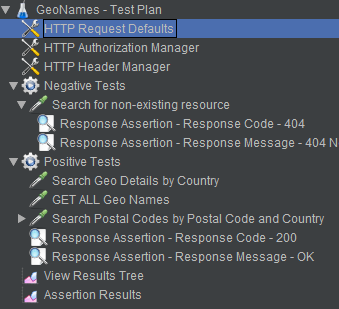 GeoNames - Test Plan
HTTP Request Defaults
HTTP Authorization Manager
HTTP Header Manager
Negative Tests
Search for non-existing resource
Response Assertion - Response Code - 404
Response Assertion - Response Message - 404 N
Positive Tests
Search Geo Details by Country
GET ALL Geo Names
Search Postal Codes by Postal Code and Country
Response Assertion - Response Code - 200
Response Assertion - Response Message - OK
View Results Tree
Assertion Results